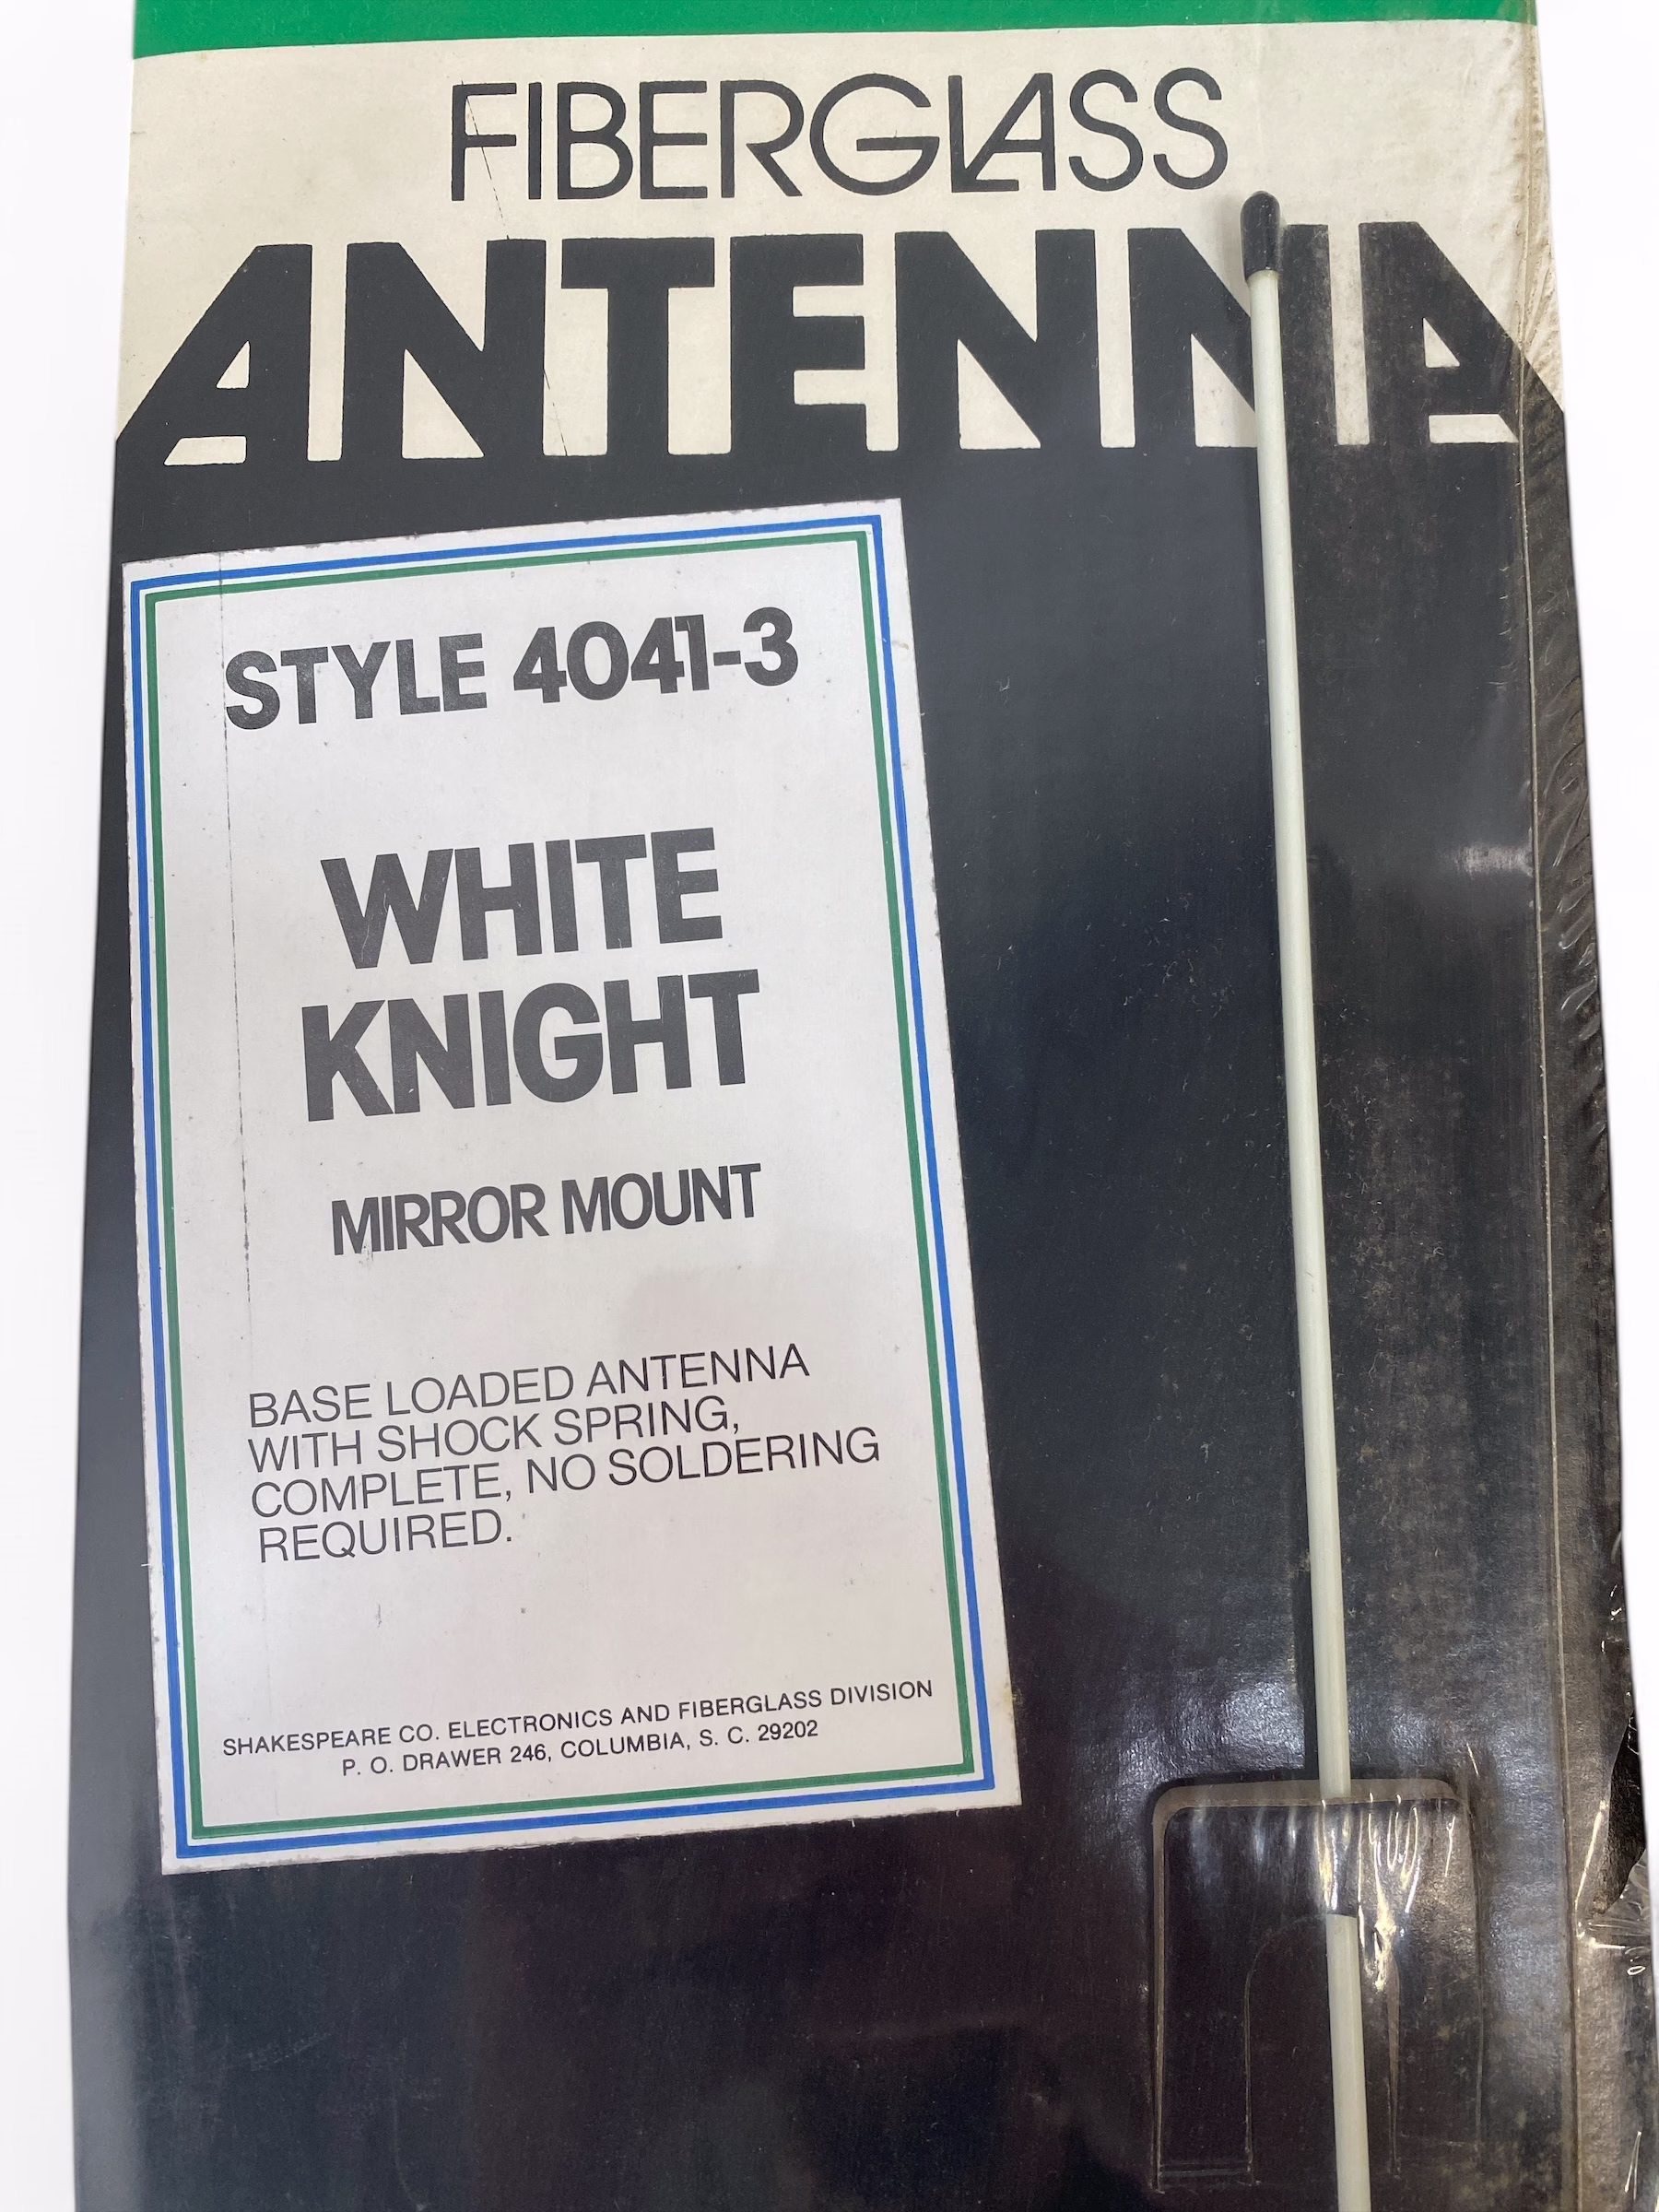 FIBERGLASS
ANTENNA
STYLE 4041-3
WHITE
KNIGHT
MIRROR MOUNT
BASE LOADED ANTENNA
WITH SHOCK SPRING,
COMPLETE, NO SOLDERING
REQUIRED.
SHAKESPEARE CO. ELECTRONICS AND FIBERGLASS DIVISION
P. O. DRAWER 246, COLUMBIA, S. C. 29202